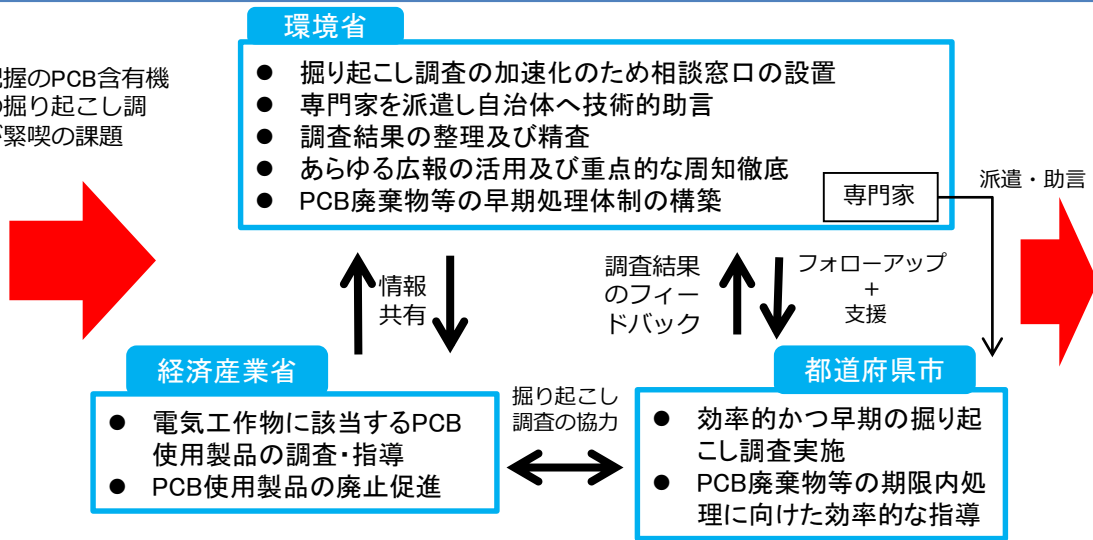 環境省
握のPCB含有機
掘り起こし調
緊喫の課題
● 掘り起こし調査の加速化のため相談窓口の設置
● 専門家を派遣し自治体へ技術的助言
● 調査結果の整理及び精査
● あらゆる広報の活用及び重点的な周知徹底
● PCB廃棄物等の早期処理体制の構築
専門家
派遣・助言
情報
共有
調査結果
のフィー
ドバック
フォローアップ
+
支援
経済産業省
● 電気工作物に該当するPCB
使用製品の調査・指導
● PCB使用製品の廃止促進
掘り起こし
調査の協力
都道府県市
● 効率的かつ早期の掘り起
こし調査実施
● PCB廃棄物等の期限内処
理に向けた効率的な指導